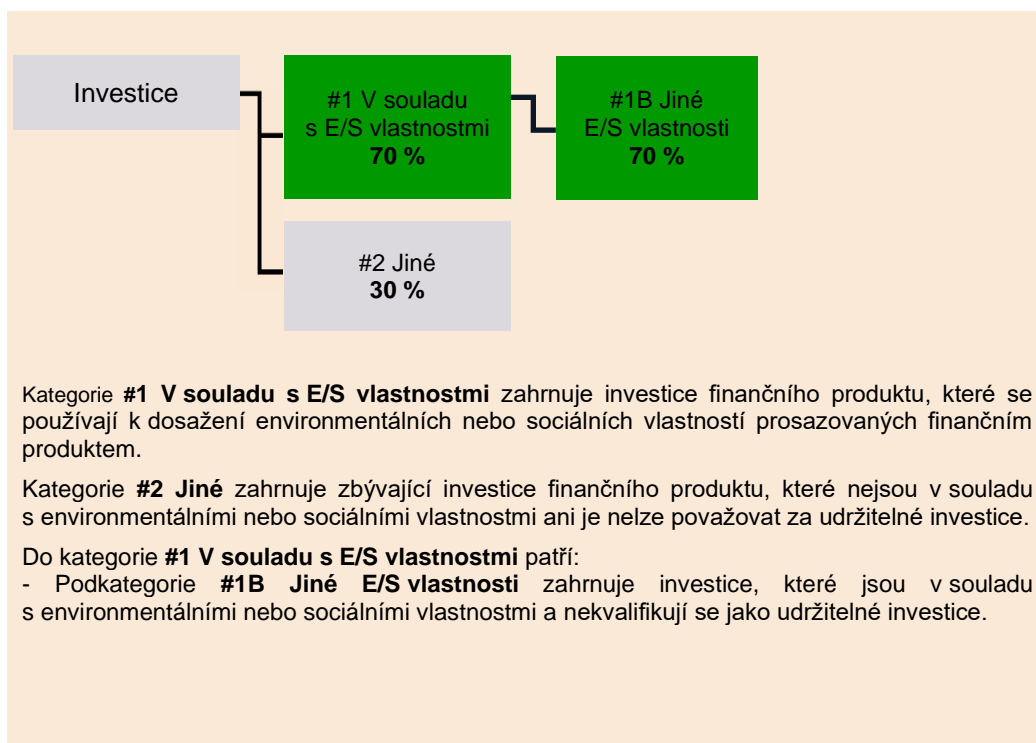 Investice
#1 V souladu
s E/S vlastnostmi
70 %
#1B Jiné
E/S vlastnosti
70 %
#2 Jiné
30 %
Kategorie #1 V souladu s E/S vlastnostmi zahrnuje investice finančního produktu, které se
používají k dosažení environmentálních nebo sociálních vlastností prosazovaných finančním
produktem.
Kategorie #2 Jiné zahrnuje zbývající investice finančního produktu, které nejsou v souladu
s environmentálními nebo sociálními vlastnostmi ani je nelze považovat za udržitelné investice.
Do kategorie #1 V souladu s E/S vlastnostmi patří:
- Podkategorie #1B Jiné E/S vlastnosti zahrnuje investice, které jsou v souladu
s environmentálními nebo sociálními vlastnostmi a nekvalifikují se jako udržitelné investice.